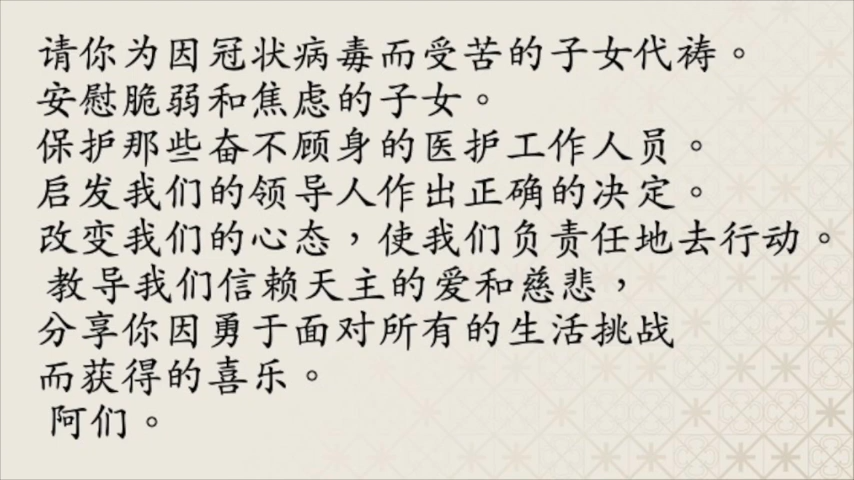 请你为因冠状病毒而受苦的子女代祷。
安慰脆弱和焦虑的子女。
保护那些奋不顾身的医护工作人员。
启发我们的领导人作出正确的决定。
改变我们的心态，使我们负责任地去行动。
教导我们信赖天主的爱和慈悲，
分享你因勇于面对所有的生活挑战
而获得的喜乐。
阿们。